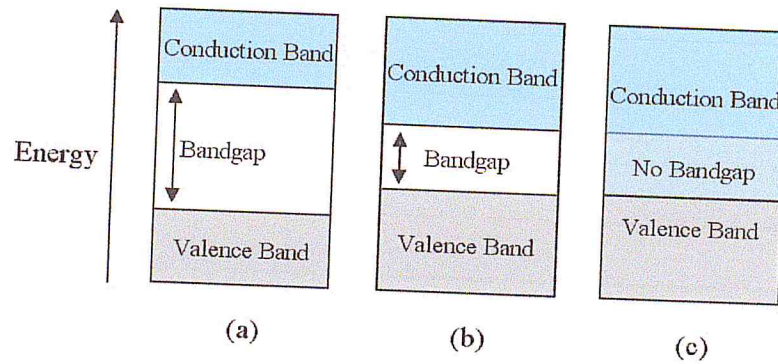 Energy
Conduction Band
Bandgap
Valence Band
(a)
Conduction Band
Bandgap
Valence Band
(b)
Conduction Band
No Bandgap
Valence Band
(c)